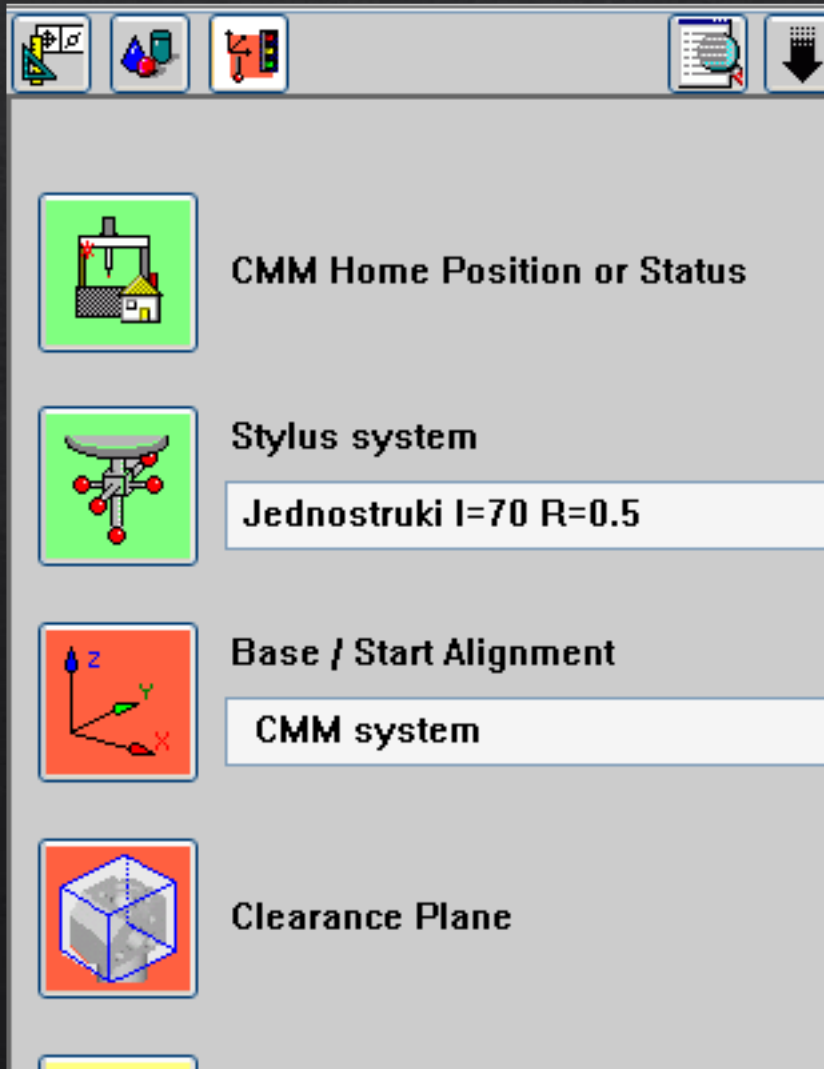 CMM Home Position or Status
Stylus system
Jednostruki l=70 R=0.5
Z
Y
X
Base / Start Alignment
CMM system
Clearance Plane